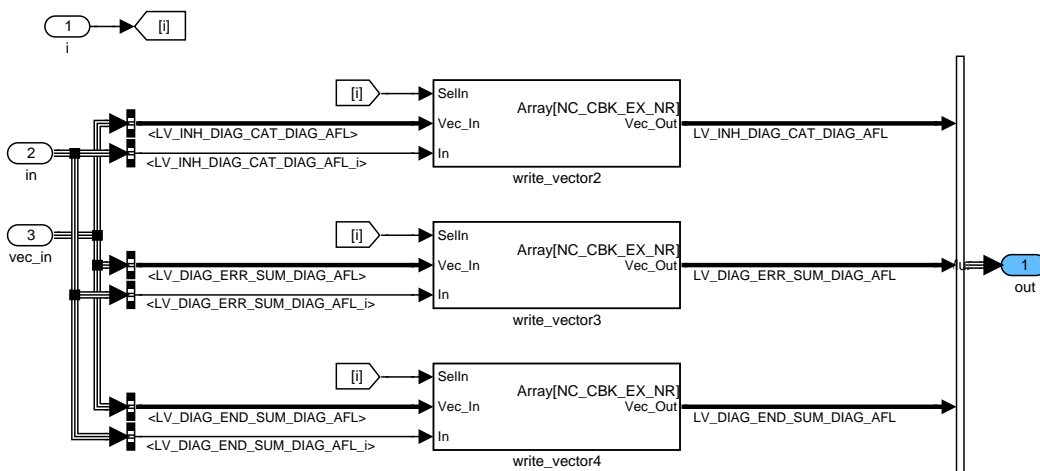 1
[i]
i
[i]
SelIn
Array[NC_CBK_EX_NR]
Vec_In
Vec_Out
<LV_INH_DIAG_CAT_DIAG_AFL>
LV_INH_DIAG_CAT_DIAG_AFL
2
In
in
<LV_INH_DIAG_CAT_DIAG_AFL_i>
write_vector2
3
[i]
SelIn
vec_in
Array[NC_CBK_EX_NR]
Vec_In
Vec_Out
1
<LV_DIAG_ERR_SUM_DIAG_AFL>
LV_DIAG_ERR_SUM_DIAG_AFL
out
In
<LV_DIAG_ERR_SUM_DIAG_AFL_i>
write_vector3
[i]
SelIn
Array[NC_CBK_EX_NR]
Vec_In
Vec_Out
<LV_DIAG_END_SUM_DIAG_AFL>
LV_DIAG_END_SUM_DIAG_AFL
In
<LV_DIAG_END_SUM_DIAG_AFL_i>
write_vector4